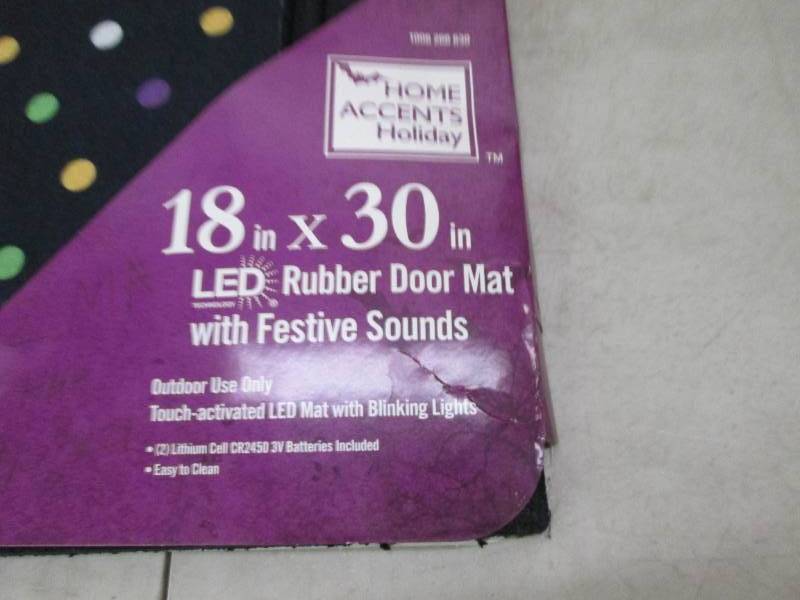 HOME
ACCENTS
Holiday
TM
18 in x 30 in
LED Rubber Door Mat
TECHNOLOGY
with Festive Sounds
Outdoor Use Only
Touch-activated LED Mat with Blinking Lights
• (2) Lithium Cell CR2450 3V Batteries Included
• Easy to Clean